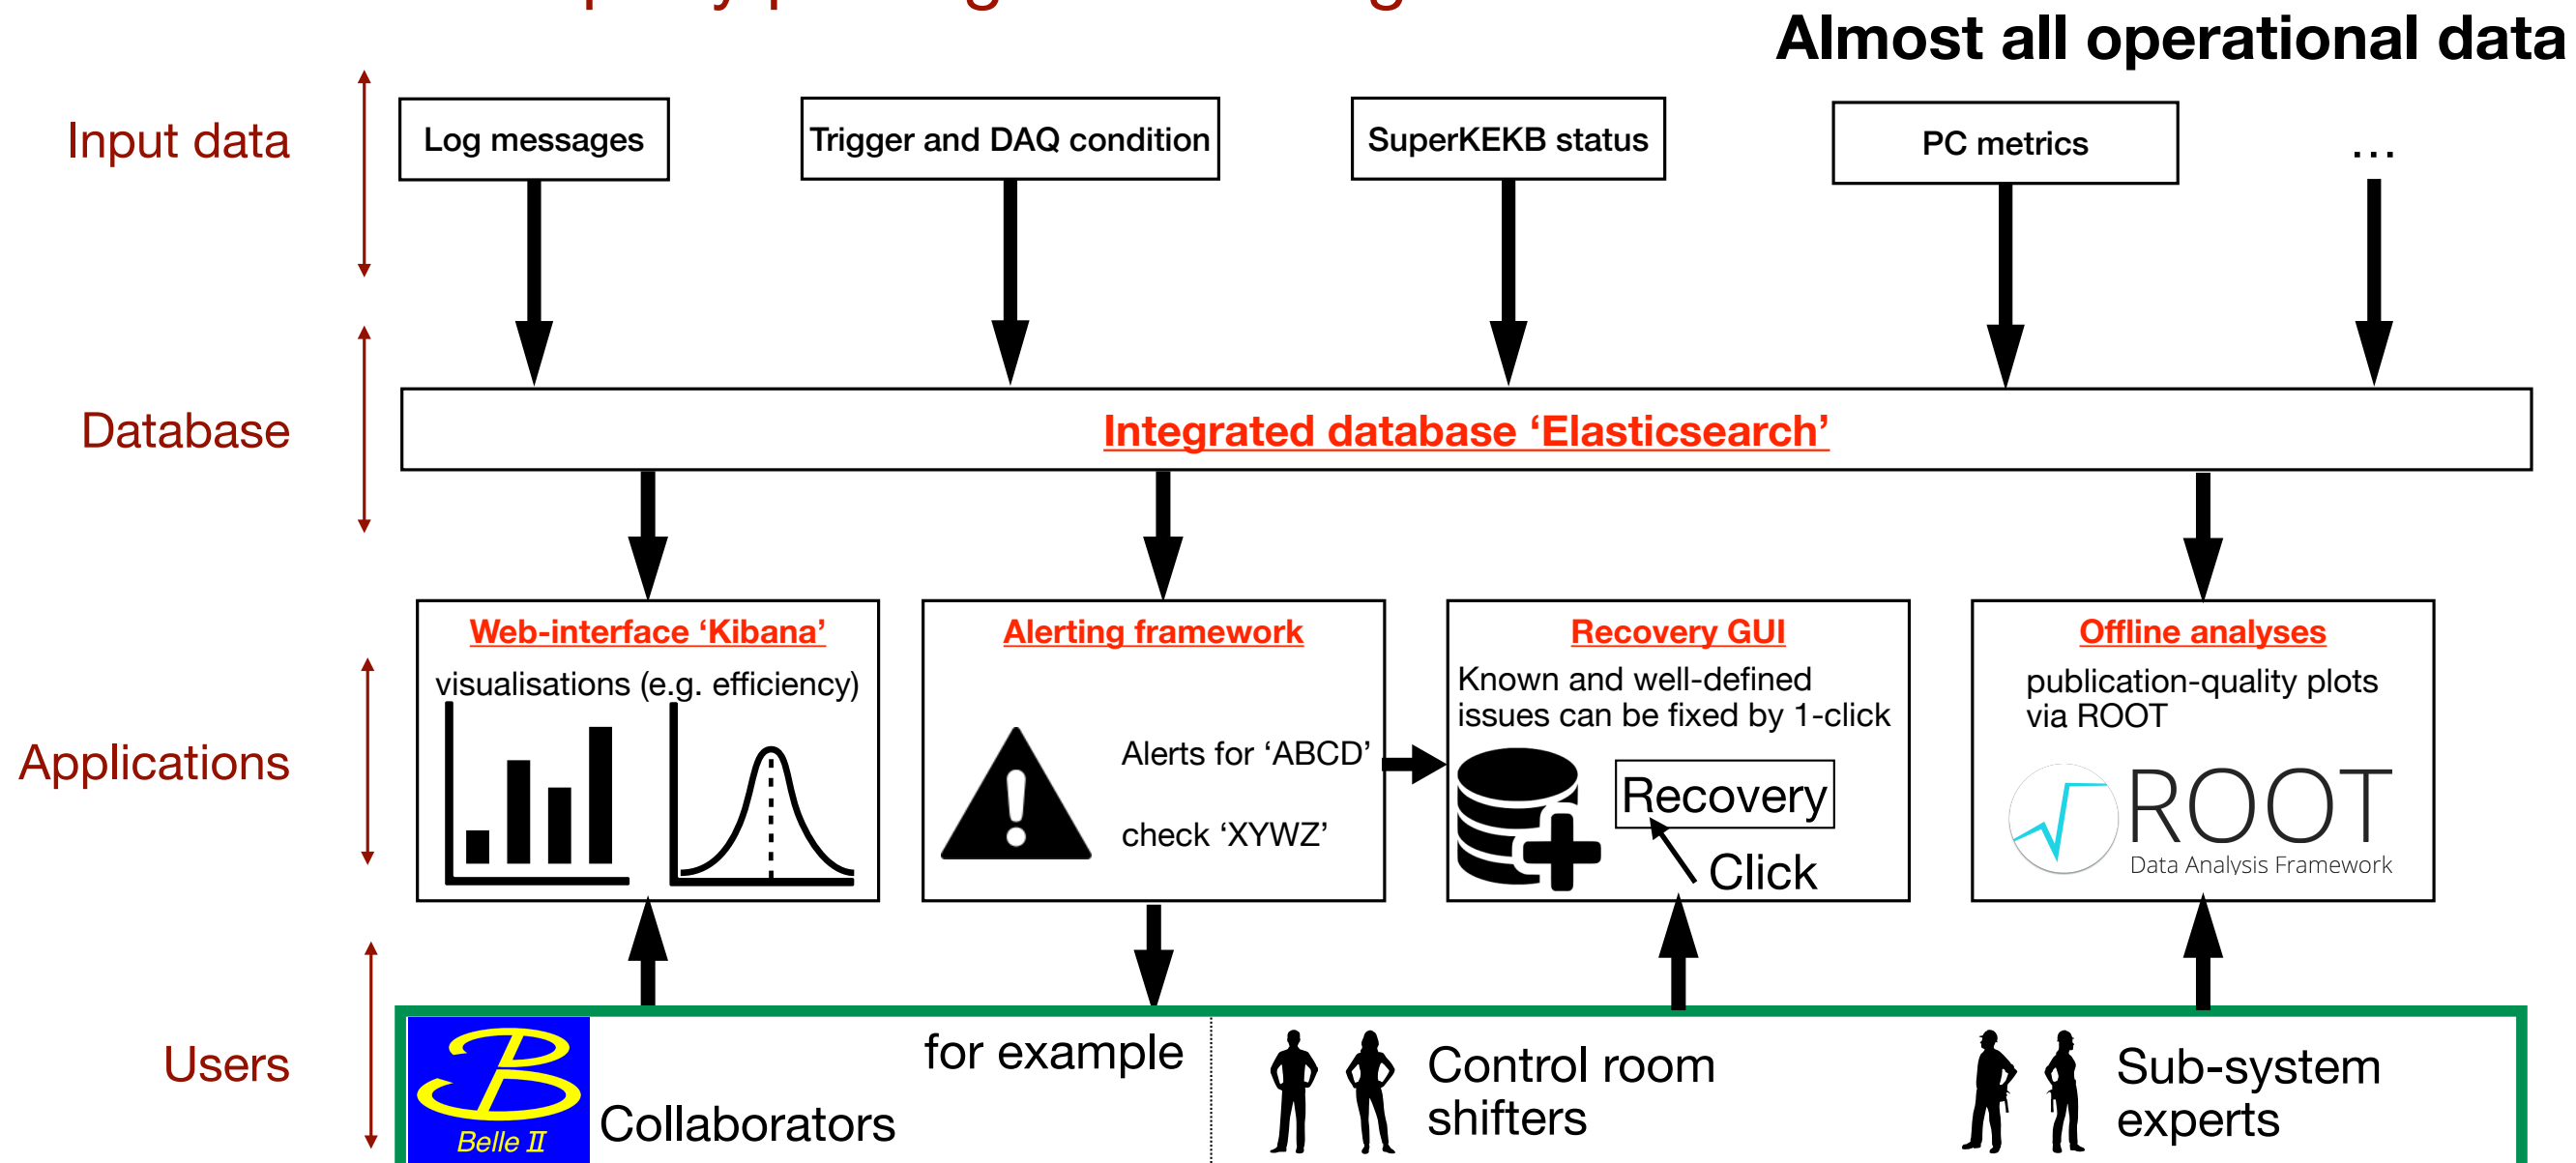 Almost all operational data
Input data
Log messages
Trigger and DAQ condition
SuperKEKB status
PC metrics
...
Database
Integrated database ‘Elasticsearch’
Applications
Web-interface ‘Kibana’
visualisations (e.g. efficiency)
Alerting framework
Alerts for ‘ABCD’
check ‘XYWZ’
Recovery GUI
Known and well-defined
issues can be fixed by 1-click
Recovery
Click
Offline analyses
publication-quality plots
via ROOT
ROOT
Data Analysis Framework
Users
Belle II
Collaborators
for example
Control room
shifters
Sub-system
experts